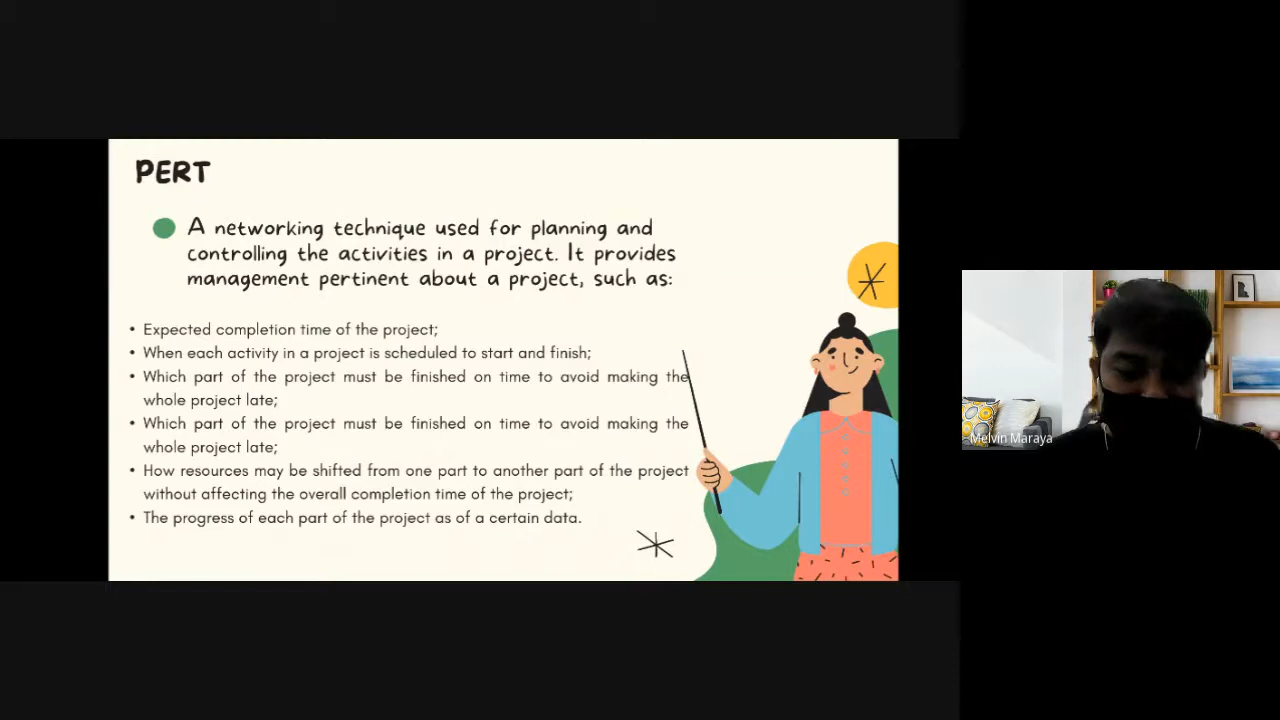 PERT
A networking technique used for planning and
controlling the activities in a project. It provides
management pertinent about a project, such as:
• Expected completion time of the project;
• When each activity in a project is scheduled to start and finish;
• Which part of the project must be finished on time to avoid making the
whole project late;
• Which part of the project must be finished on time to avoid making the
whole project late;
• How resources may be shifted from one part to another part of the project
without affecting the overall completion time of the project;
• The progress of each part of the project as of a certain data.
Melvin Maraya